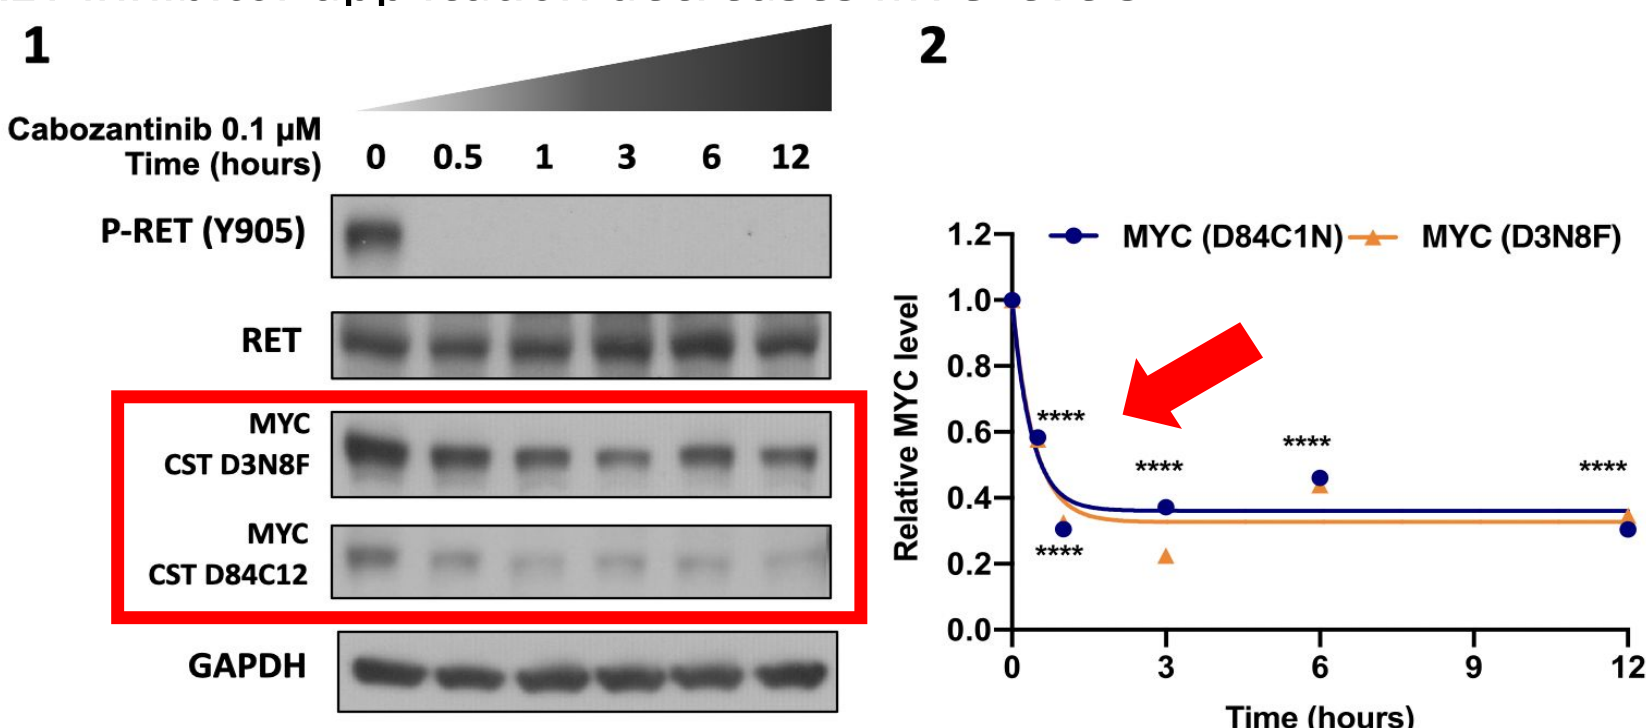 1
Cabozantinib 0.1 µM
Time (hours) 0 0.5 1 3 6 12
P-RET (Y905)
RET
MYC
CST D3N8F
MYC
CST D84C12
GAPDH
2
MYC (D84C1N) MYC (D3N8F)
Relative MYC level
1.2
1.0
0.8
0.6
0.4
0.2
0.0
****
****
****
****
****
0 3 6 9 12
Time (hours)